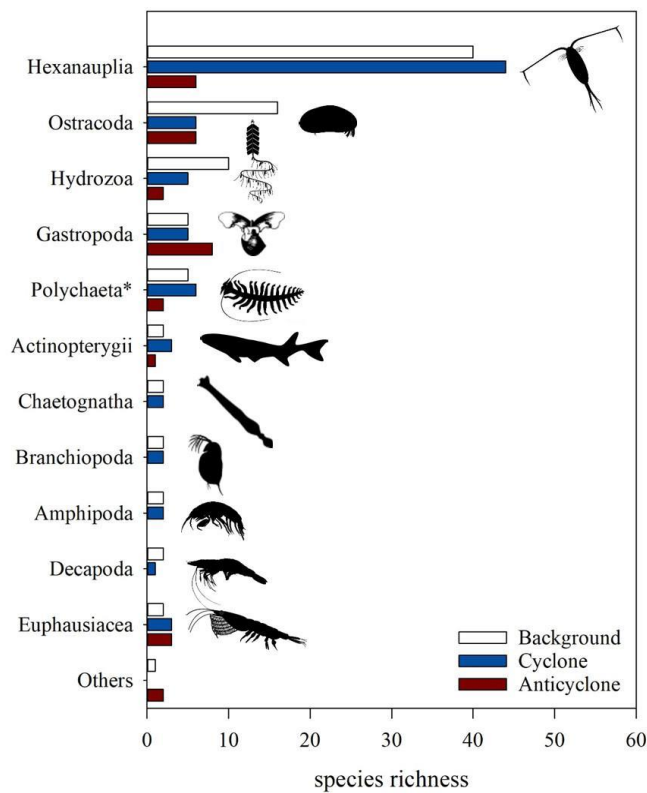 Hexanauplia
Ostracoda
Hydrozoa
Gastropoda
Polychaeta*
Actinopterygii
Chaetognatha
Branchiopoda
Amphipoda
Decapoda
Euphausiacea
Others
Background
Cyclone
Anticyclone
0 10 20 30 40 50 60
species richness